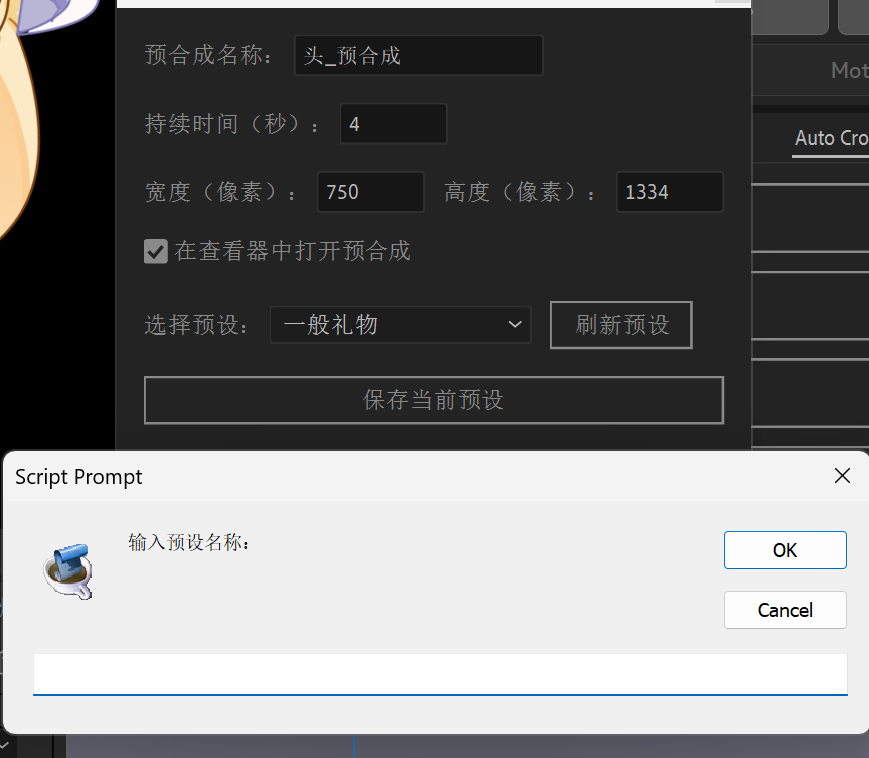 预合成名称： 头_预合成
Mot
持续时间（秒）： 4
Auto Cro
宽度（像素）： 750 高度（像素）： 1334
在查看器中打开预合成
选择预设： 一般礼物 刷新预设
保存当前预设
Script Prompt
输入预设名称：
OK
Cancel